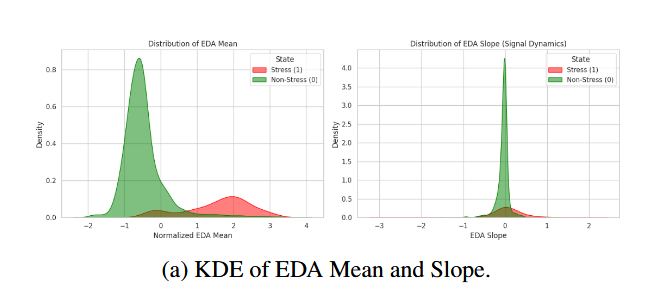 Distribution of EDA Mean
State
Stress (1)
Non-Stress (0)
Density
0.8
0.6
0.4
0.2
0.0
−2
−1
0
1
2
3
4
Normalized EDA Mean
Distribution of EDA Slope (Signal Dynamics)
State
Stress (1)
Non-Stress (0)
Density
4.0
3.5
3.0
2.5
2.0
1.5
1.0
0.5
0.0
−3
−2
−1
0
1
2
EDA Slope
(a) KDE of EDA Mean and Slope.